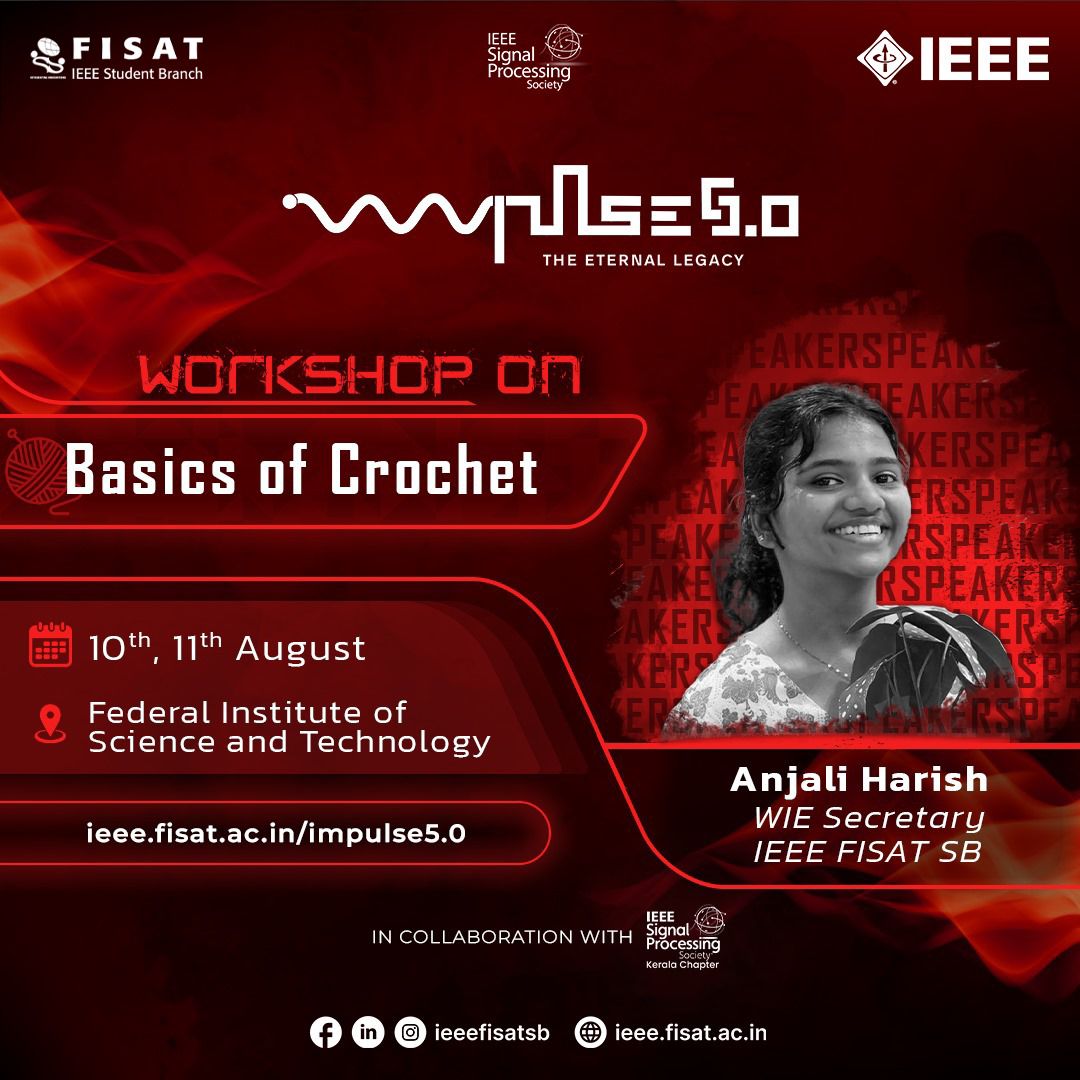 FISAT
IEEE Student Branch
IEEE
Signal
Processing
Society
IEEE
impulse5.0
THE ETERNAL LEGACY
WORKSHOP ON
Basics of Crochet
10th, 11th August
Federal Institute of
Science and Technology
ieee.fisat.ac.in/impulse5.0
Anjali Harish
WIE Secretary
IEEE FISAT SB
IN COLLABORATION WITH
IEEE
Signal
Processing
Society
Kerala Chapter
ieeefisatsb
ieee.fisat.ac.in